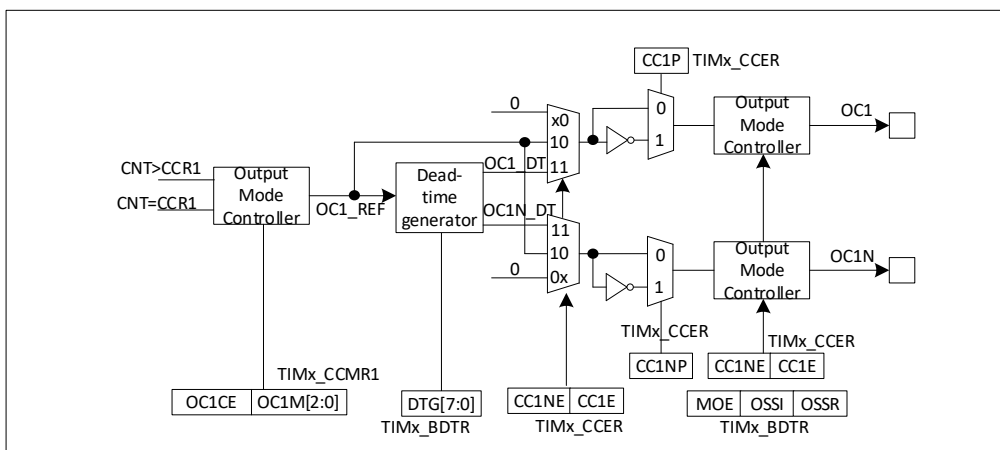 CC1P TIMx_CCER
0
x0
10
11
0
1
Output
Mode
Controller
OC1
CNT>CCR1
CNT=CCR1
Output
Mode
Controller
OC1_REF
Dead-
time
generator
OC1_DT
OC1N_DT
11
10
0x
0
0
1
Output
Mode
Controller
OC1N
TIMx_CCER
CC1NP
TIMx_CCER
CC1NE CC1E
TIMx_CCMR1
OC1CE OC1M[2:0]
DTG[7:0]
TIMx_BDTR
CC1NE CC1E
TIMx_CCER
MOE OSSI OSSR
TIMx_BDTR